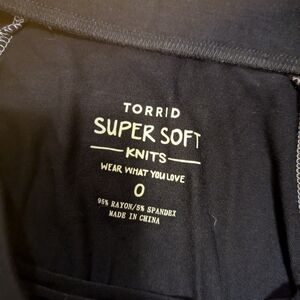 TORRID
SUPER SOFT
KNITS
WEAR WHAT YOU LOVE
0
95% RAYON/5% SPANDEX
MADE IN CHINA